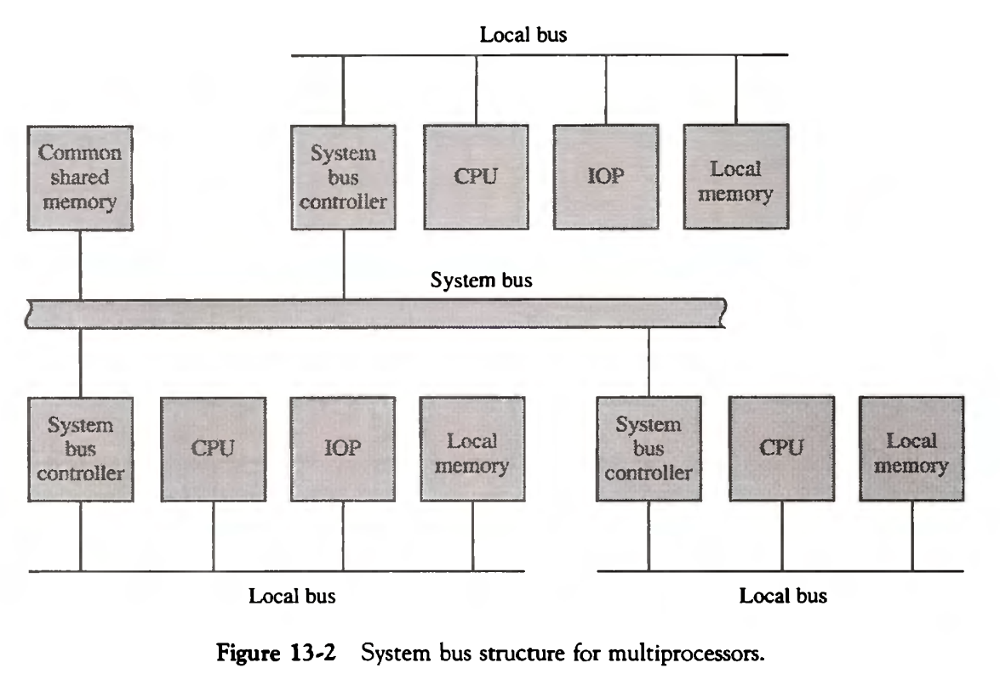 Local bus
Common
shared
memory
System
bus
controller
CPU
IOP
Local
memory
System bus
System
bus
controller
CPU
IOP
Local
memory
System
bus
controller
CPU
Local
memory
Local bus
Local bus
Figure 13-2 System bus structure for multiprocessors.